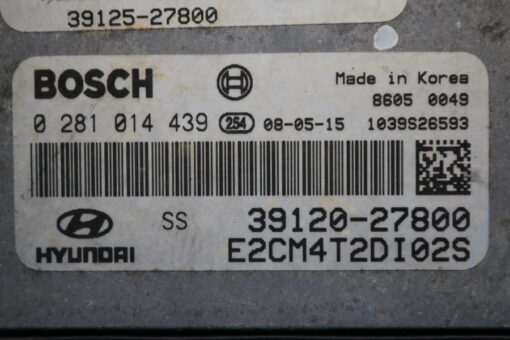 39125-27800
BOSCH
Made in Korea
8605 0049
0 281 014 439 254 08-05-15 1039S26593
SS 39120-27800
HYUNDAI E2CM4T2DI02S